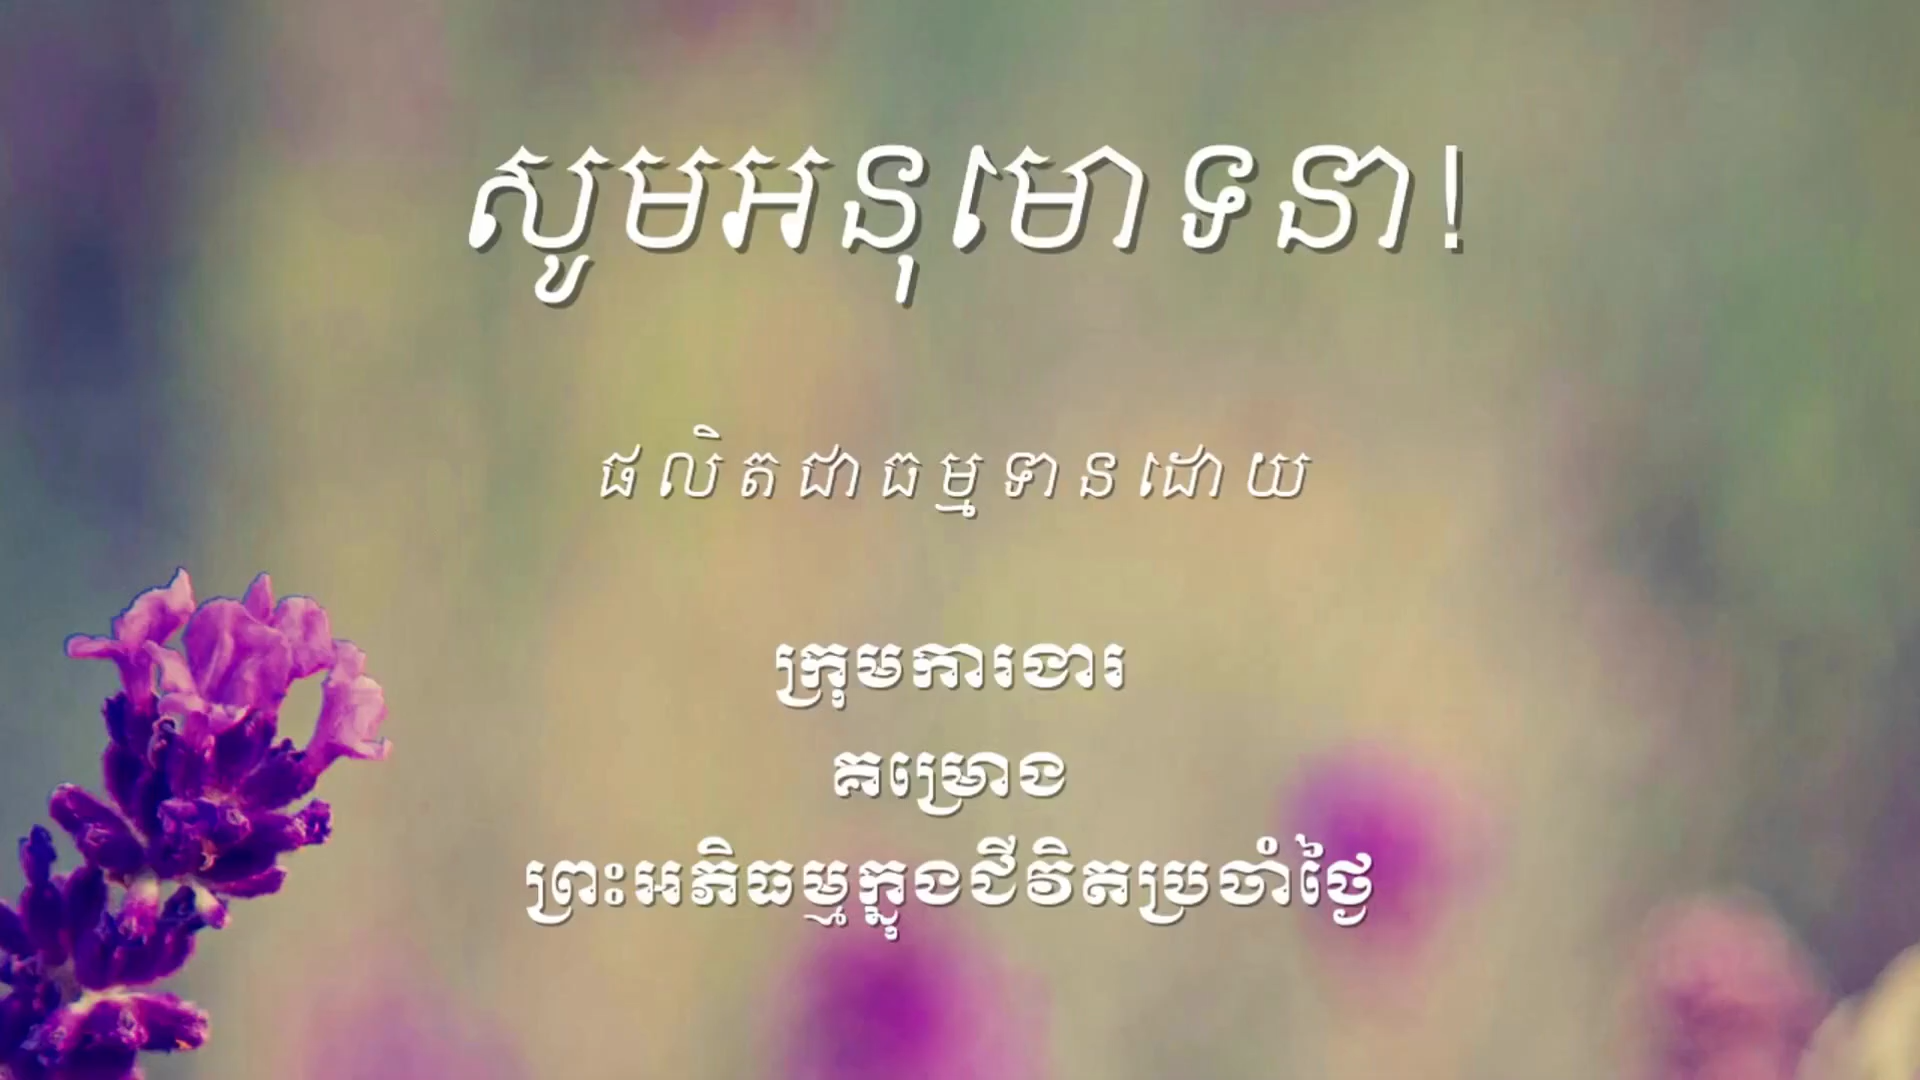 សូមអនុមោទនា!
ផលិតជាធម្មទានដោយ
ក្រុមការងារ
គម្រោង
ព្រះអភិធម្មក្នុងជីវិតប្រចាំថ្ងៃ